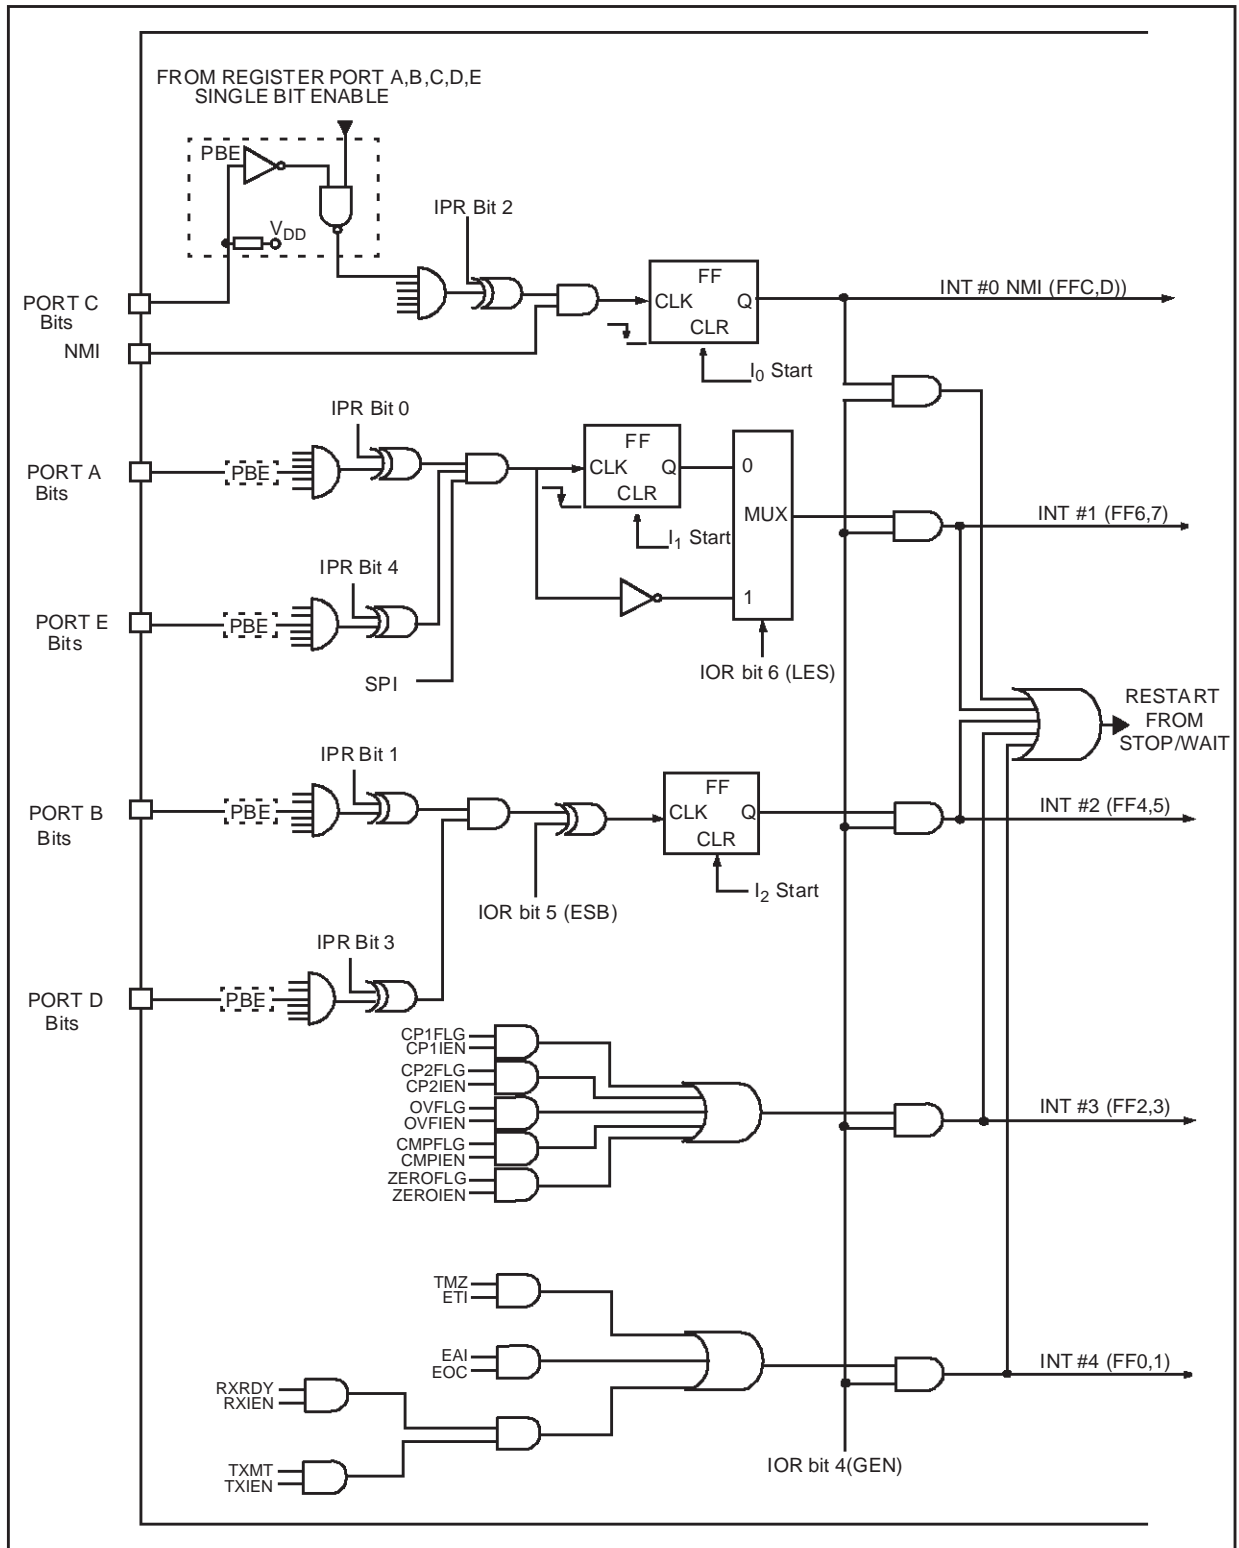 FROM REGISTER PORT A,B,C,D,E
SINGLE BIT ENABLE
PBE
VDD
IPR Bit 2
FF
CLK
Q
CLR
INT #0 NMI (FFC,D))
PORT C
Bits
NMI
I0 Start
IPR Bit 0
FF
CLK
Q
CLR
0
PORT A
Bits
PBE
MUX
INT #1 (FF6,7)
I1 Start
IPR Bit 4
1
PORT E
Bits
PBE
IOR bit 6 (LES)
SPI
RESTART
FROM
STOP/WAIT
IPR Bit 1
FF
CLK
Q
CLR
PORT B
Bits
PBE
INT #2 (FF4,5)
I2 Start
IOR bit 5 (ESB)
IPR Bit 3
PORT D
Bits
PBE
CP1FLG
CP1IEN
CP2FLG
CP2IEN
OVFLG
OVFIEN
CMPFLG
CMPIEN
ZEROFLG
ZEROIEN
INT #3 (FF2,3)
TMZ
ETI
EAI
EOC
INT #4 (FF0,1)
RXRDY
RXIEN
TXMT
TXIEN
IOR bit 4(GEN)